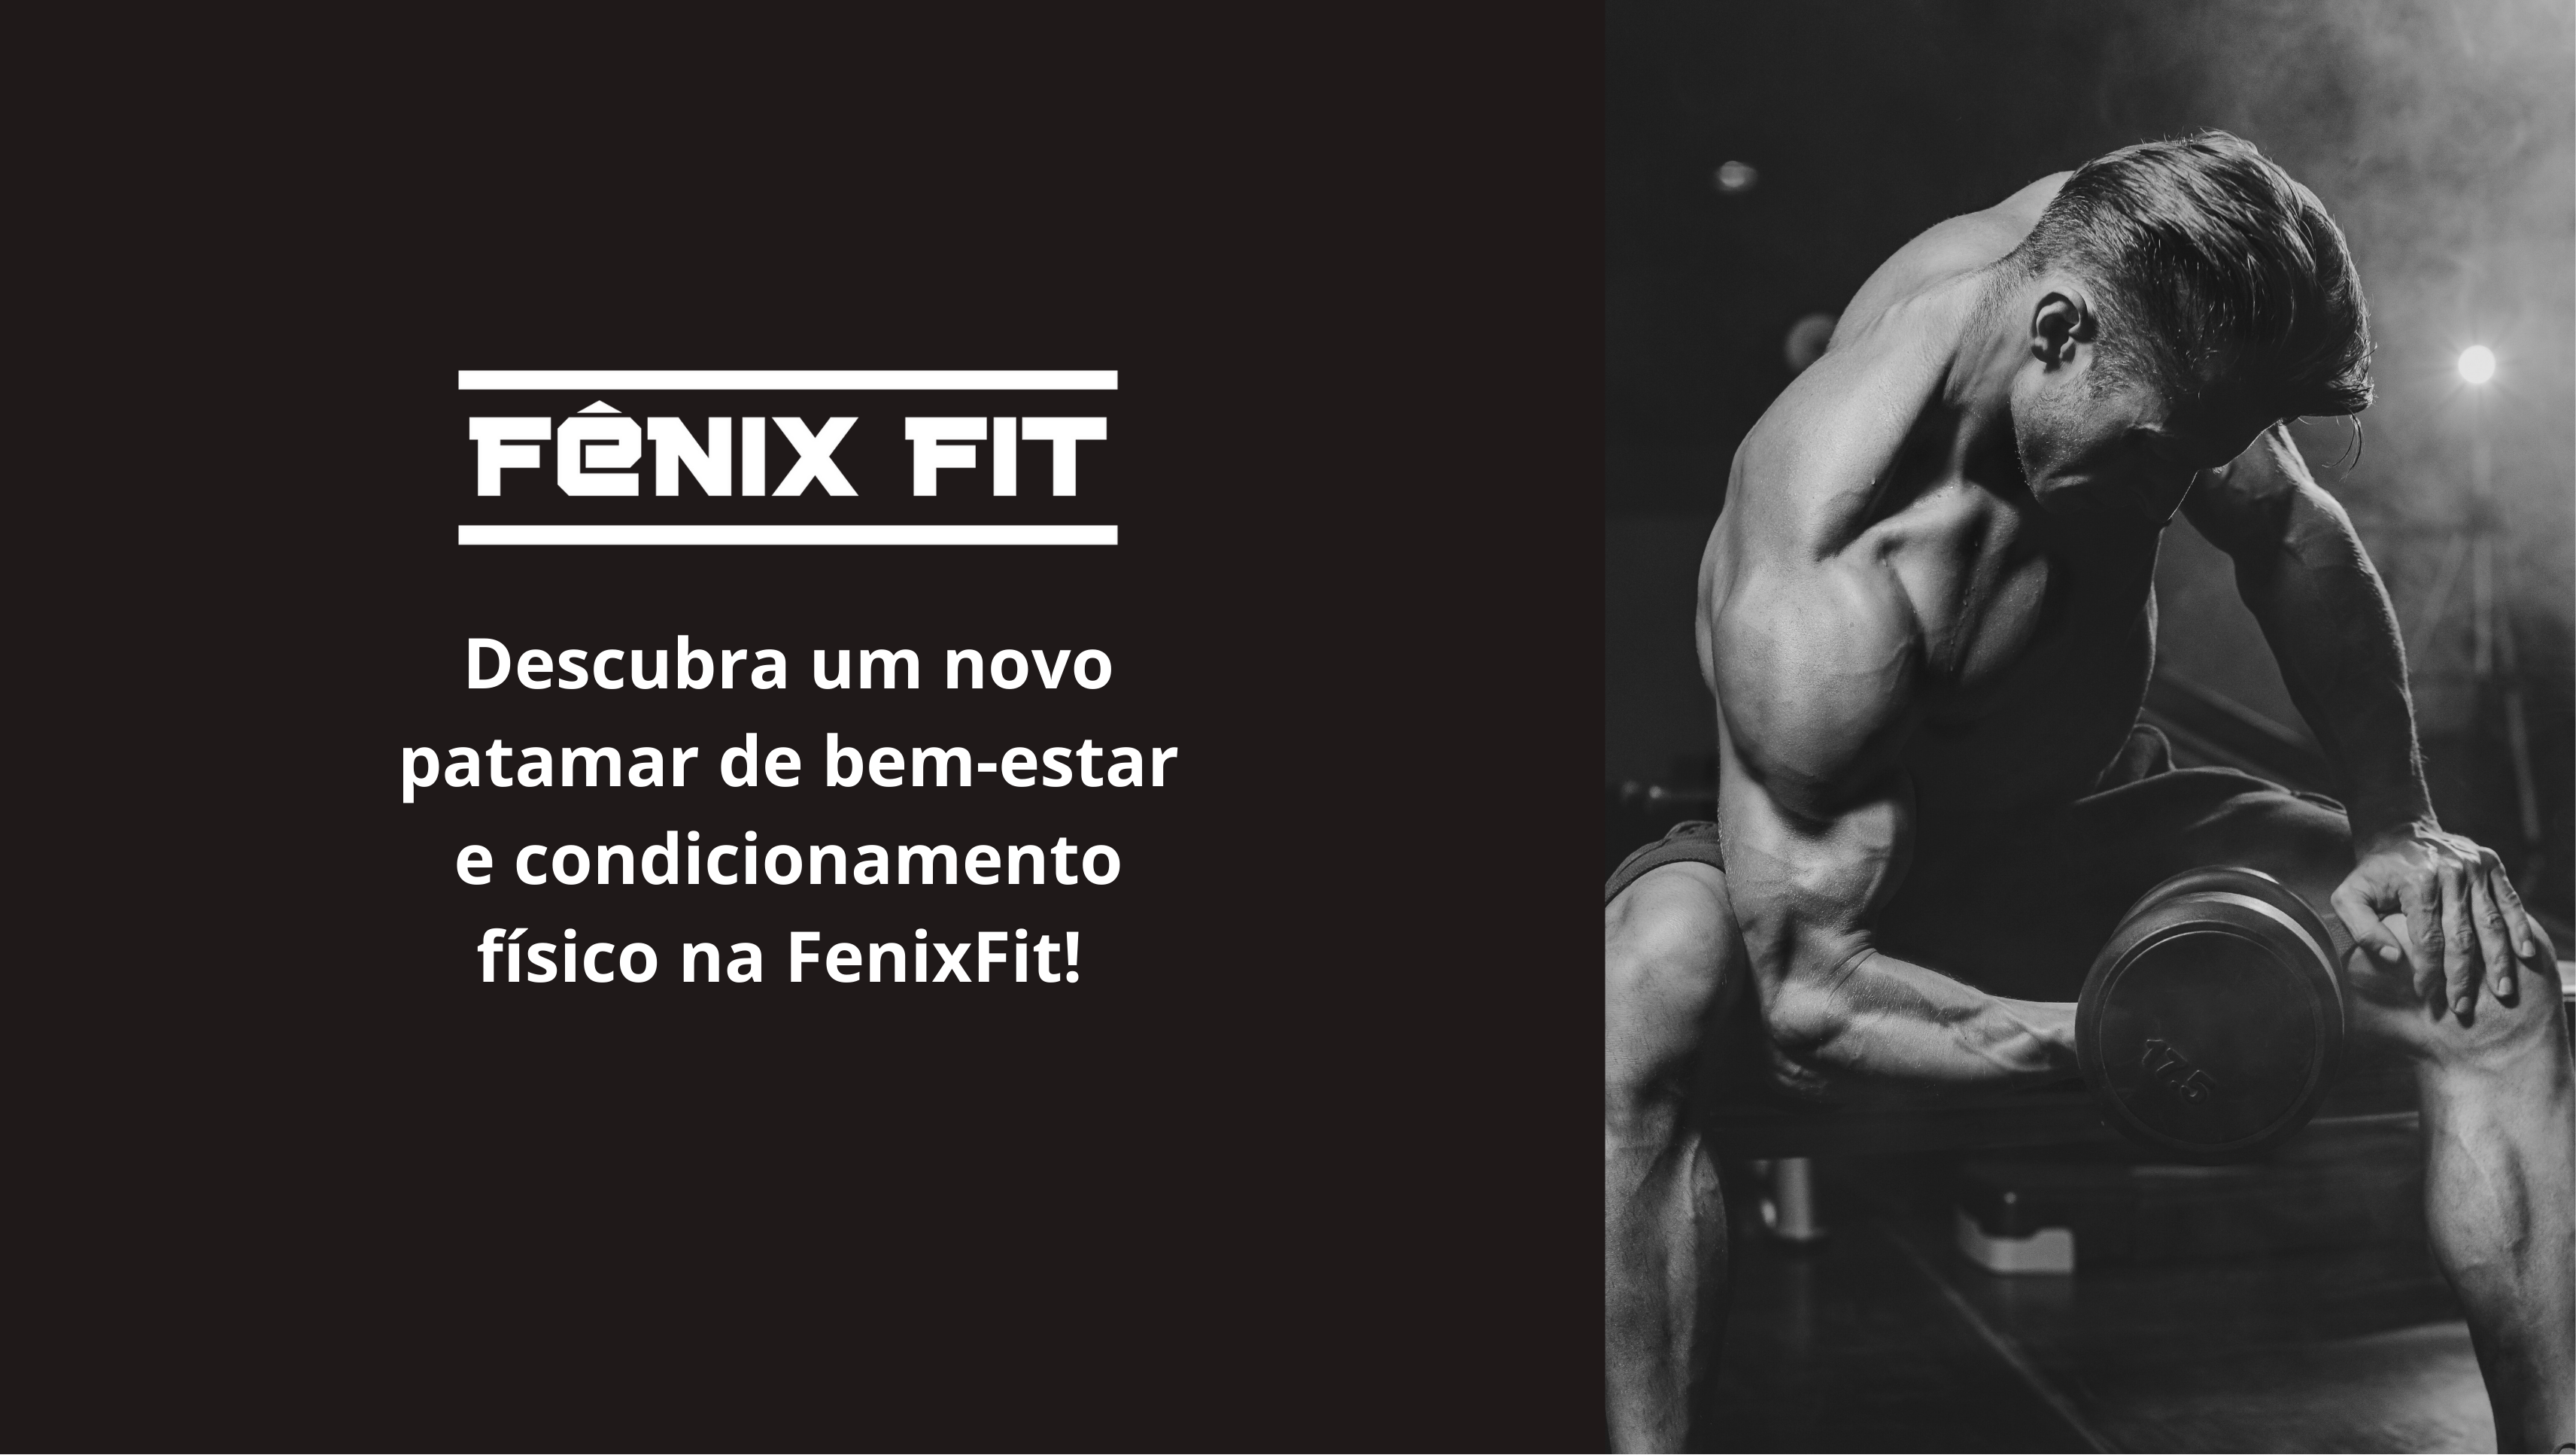 FêNIX FIT
Descubra um novo
patamar de bem-estar
e condicionamento
físico na FenixFit!
17.5